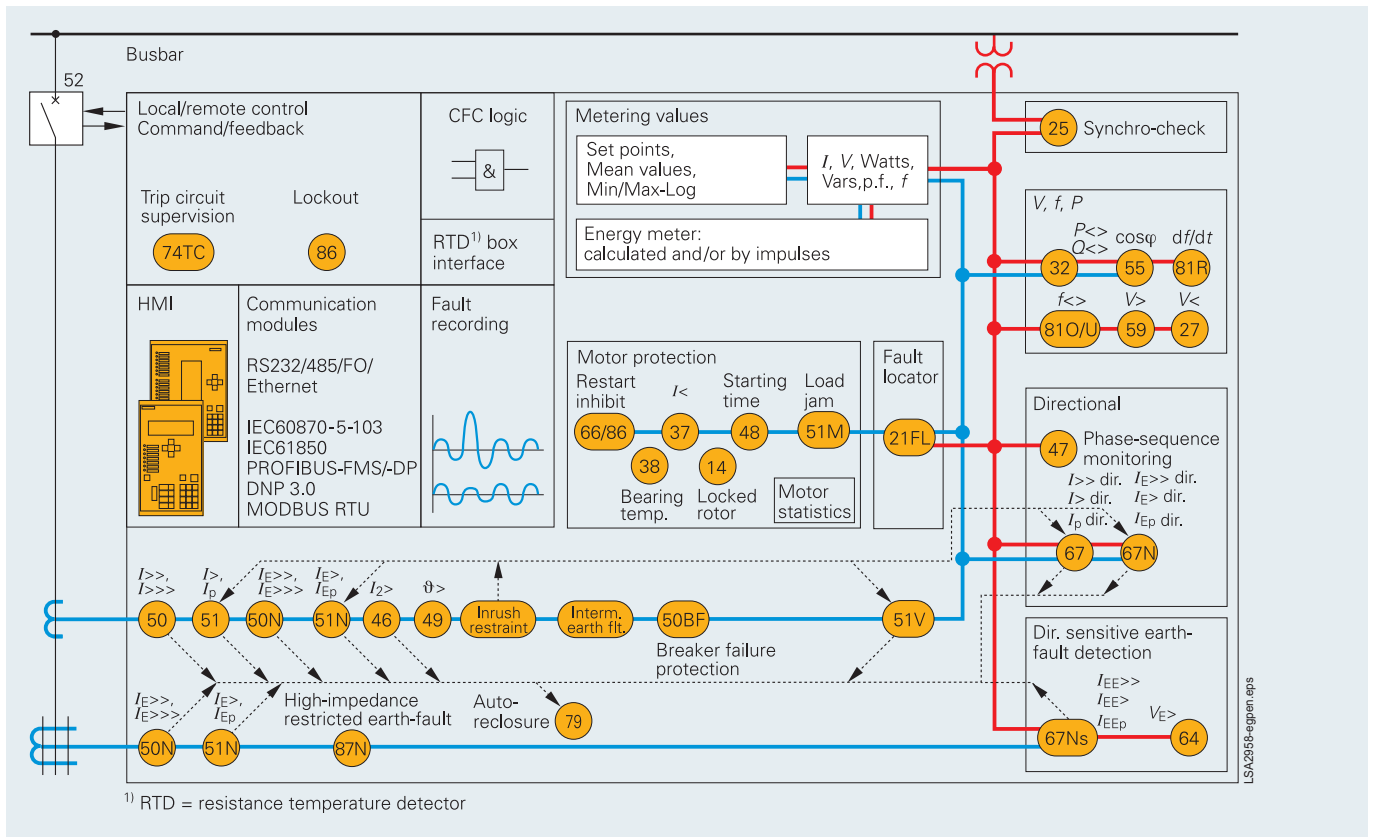 Busbar
52
Local/remote control
Command/feedback
Trip circuit
supervision
74TC
Lockout
86
CFC logic
&
RTD1) box
interface
Metering values
Set points,
Mean values,
Min/Max-Log
I, V, Watts,
Vars,p.f., f
Energy meter:
calculated and/or by impulses
25
Synchro-check
V, f, P
P<>
Q<>
cosφ
df/dt
32
55
81R
f<>
V>
V<
81O/U
59
27
HMI
Communication
modules
RS232/485/FO/
Ethernet
IEC60870-5-103
IEC61850
PROFIBUS-FMS/-DP
DNP 3.0
MODBUS RTU
Fault
recording
Motor protection
Restart
inhibit
I<
Starting
time
Load
jam
66/86
37
48
51M
38
14
Bearing
temp.
Locked
rotor
Motor
statistics
Fault
locator
21FL
Directional
47
Phase-sequence
monitoring
I>> dir.
I> dir.
Ip dir.
IE>> dir.
IE> dir.
IEp dir.
67
67N
I>>,
I>>>
I>,
Ip
IE>>,
IE>>>
IE>,
IEp
I2>
ϑ>
50
51
50N
51N
46
49
Inrush
restraint
Interm.
earth flt.
50BF
51V
Breaker failure
protection
IE>>,
IE>>>
IE>,
IEp
High-impedance
restricted earth-fault
Auto-
reclosure
79
50N
51N
87N
Dir. sensitive earth-
fault detection
IEE>>
IEE>
IEEp
VE>
67Ns
64
LSA2958-egpen.eps
1) RTD = resistance temperature detector